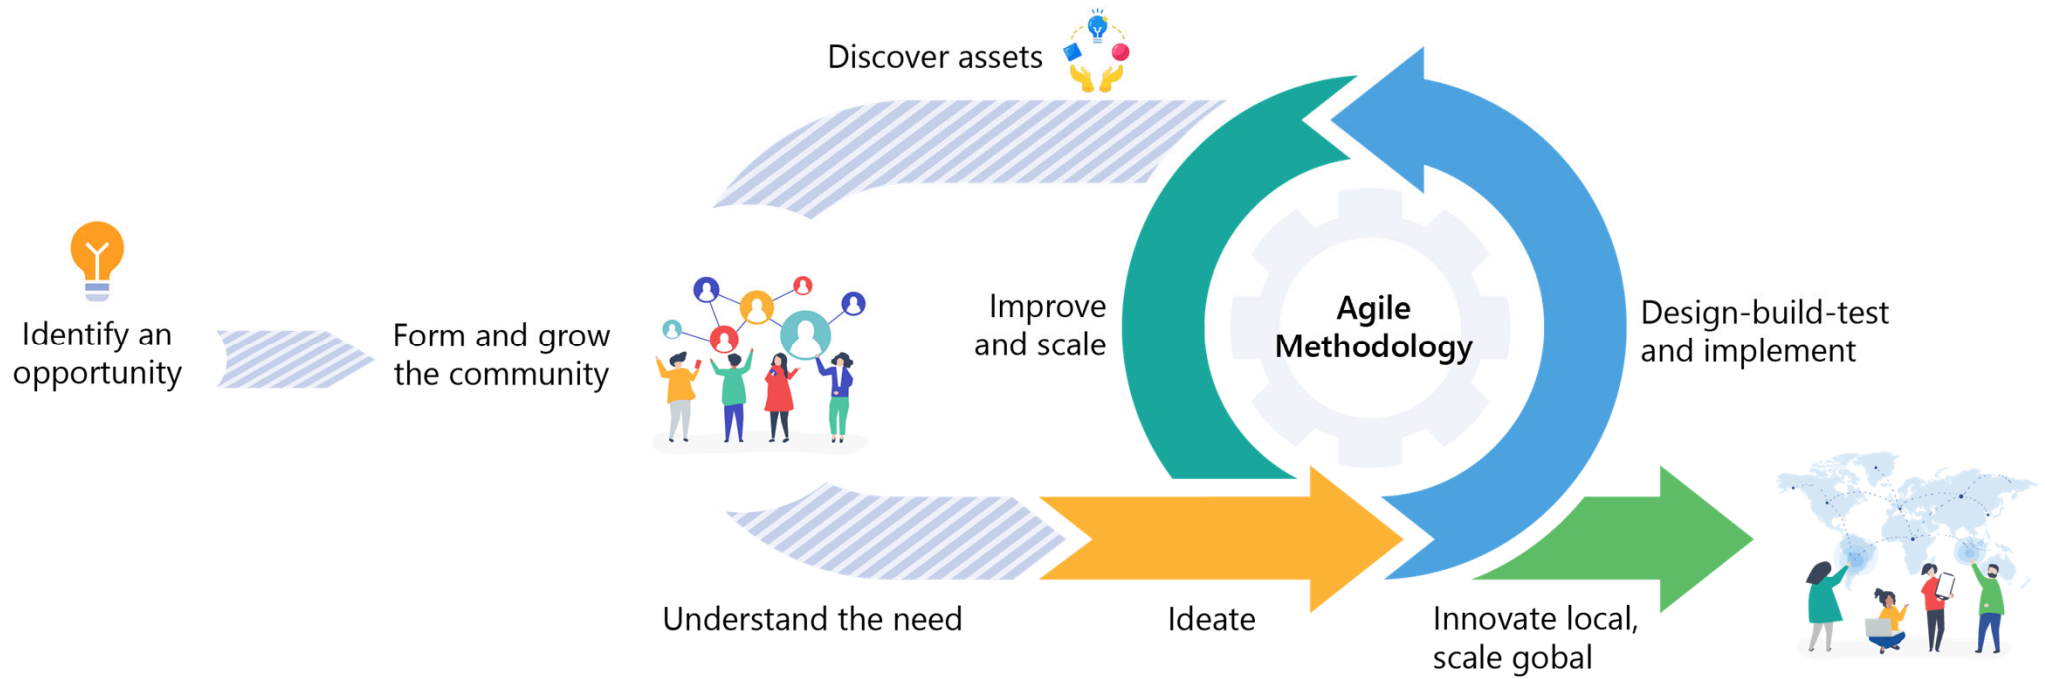 Discover assets
Identify an
opportunity
Form and grow
the community
Improve
and scale
Agile
Methodology
Design-build-test
and implement
Understand the need
Ideate
Innovate local,
scale gobal